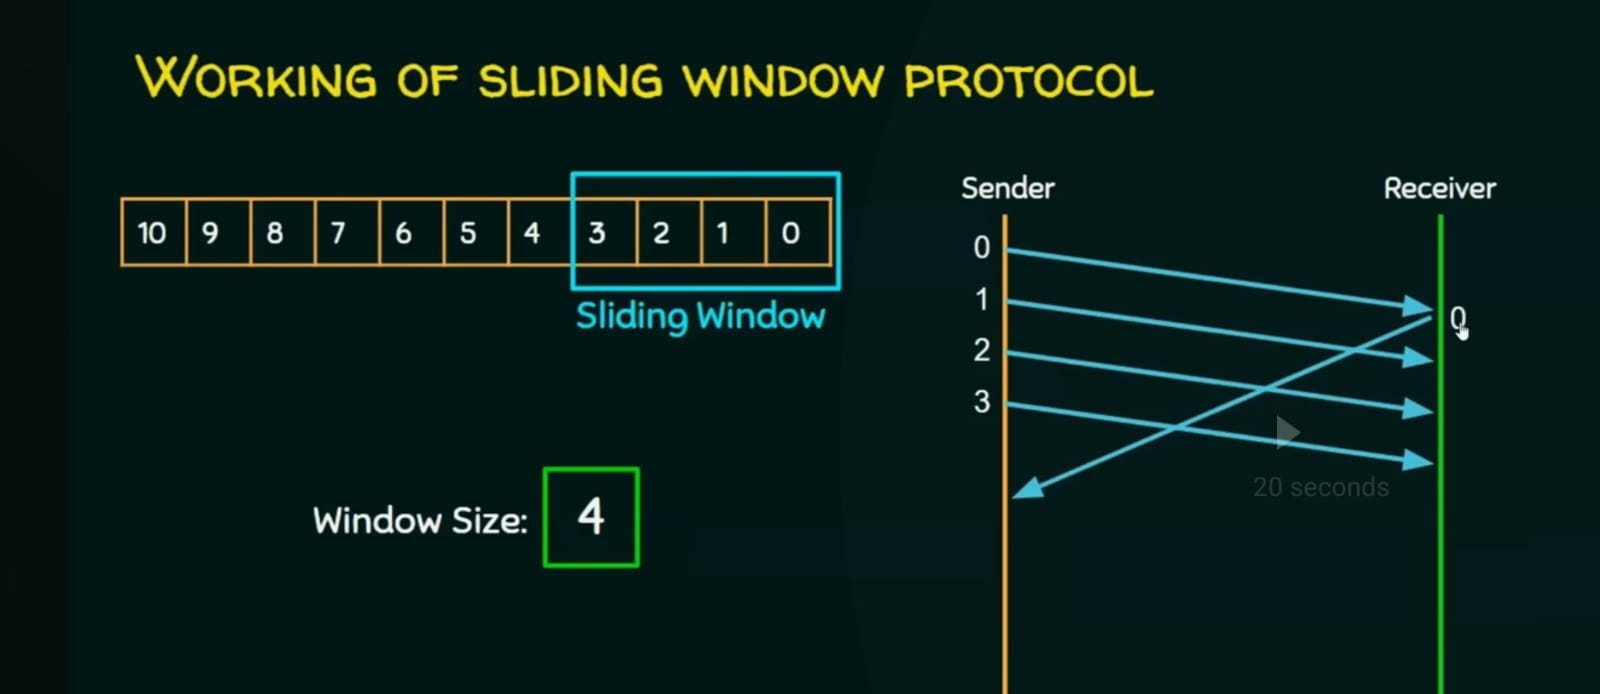 WORKING OF SLIDING WINDOW PROTOCOL
10 9 8 7 6 5 4 3 2 1 0
Sliding Window
Window Size: 4
Sender Receiver
0
0
1
2
3
20 seconds